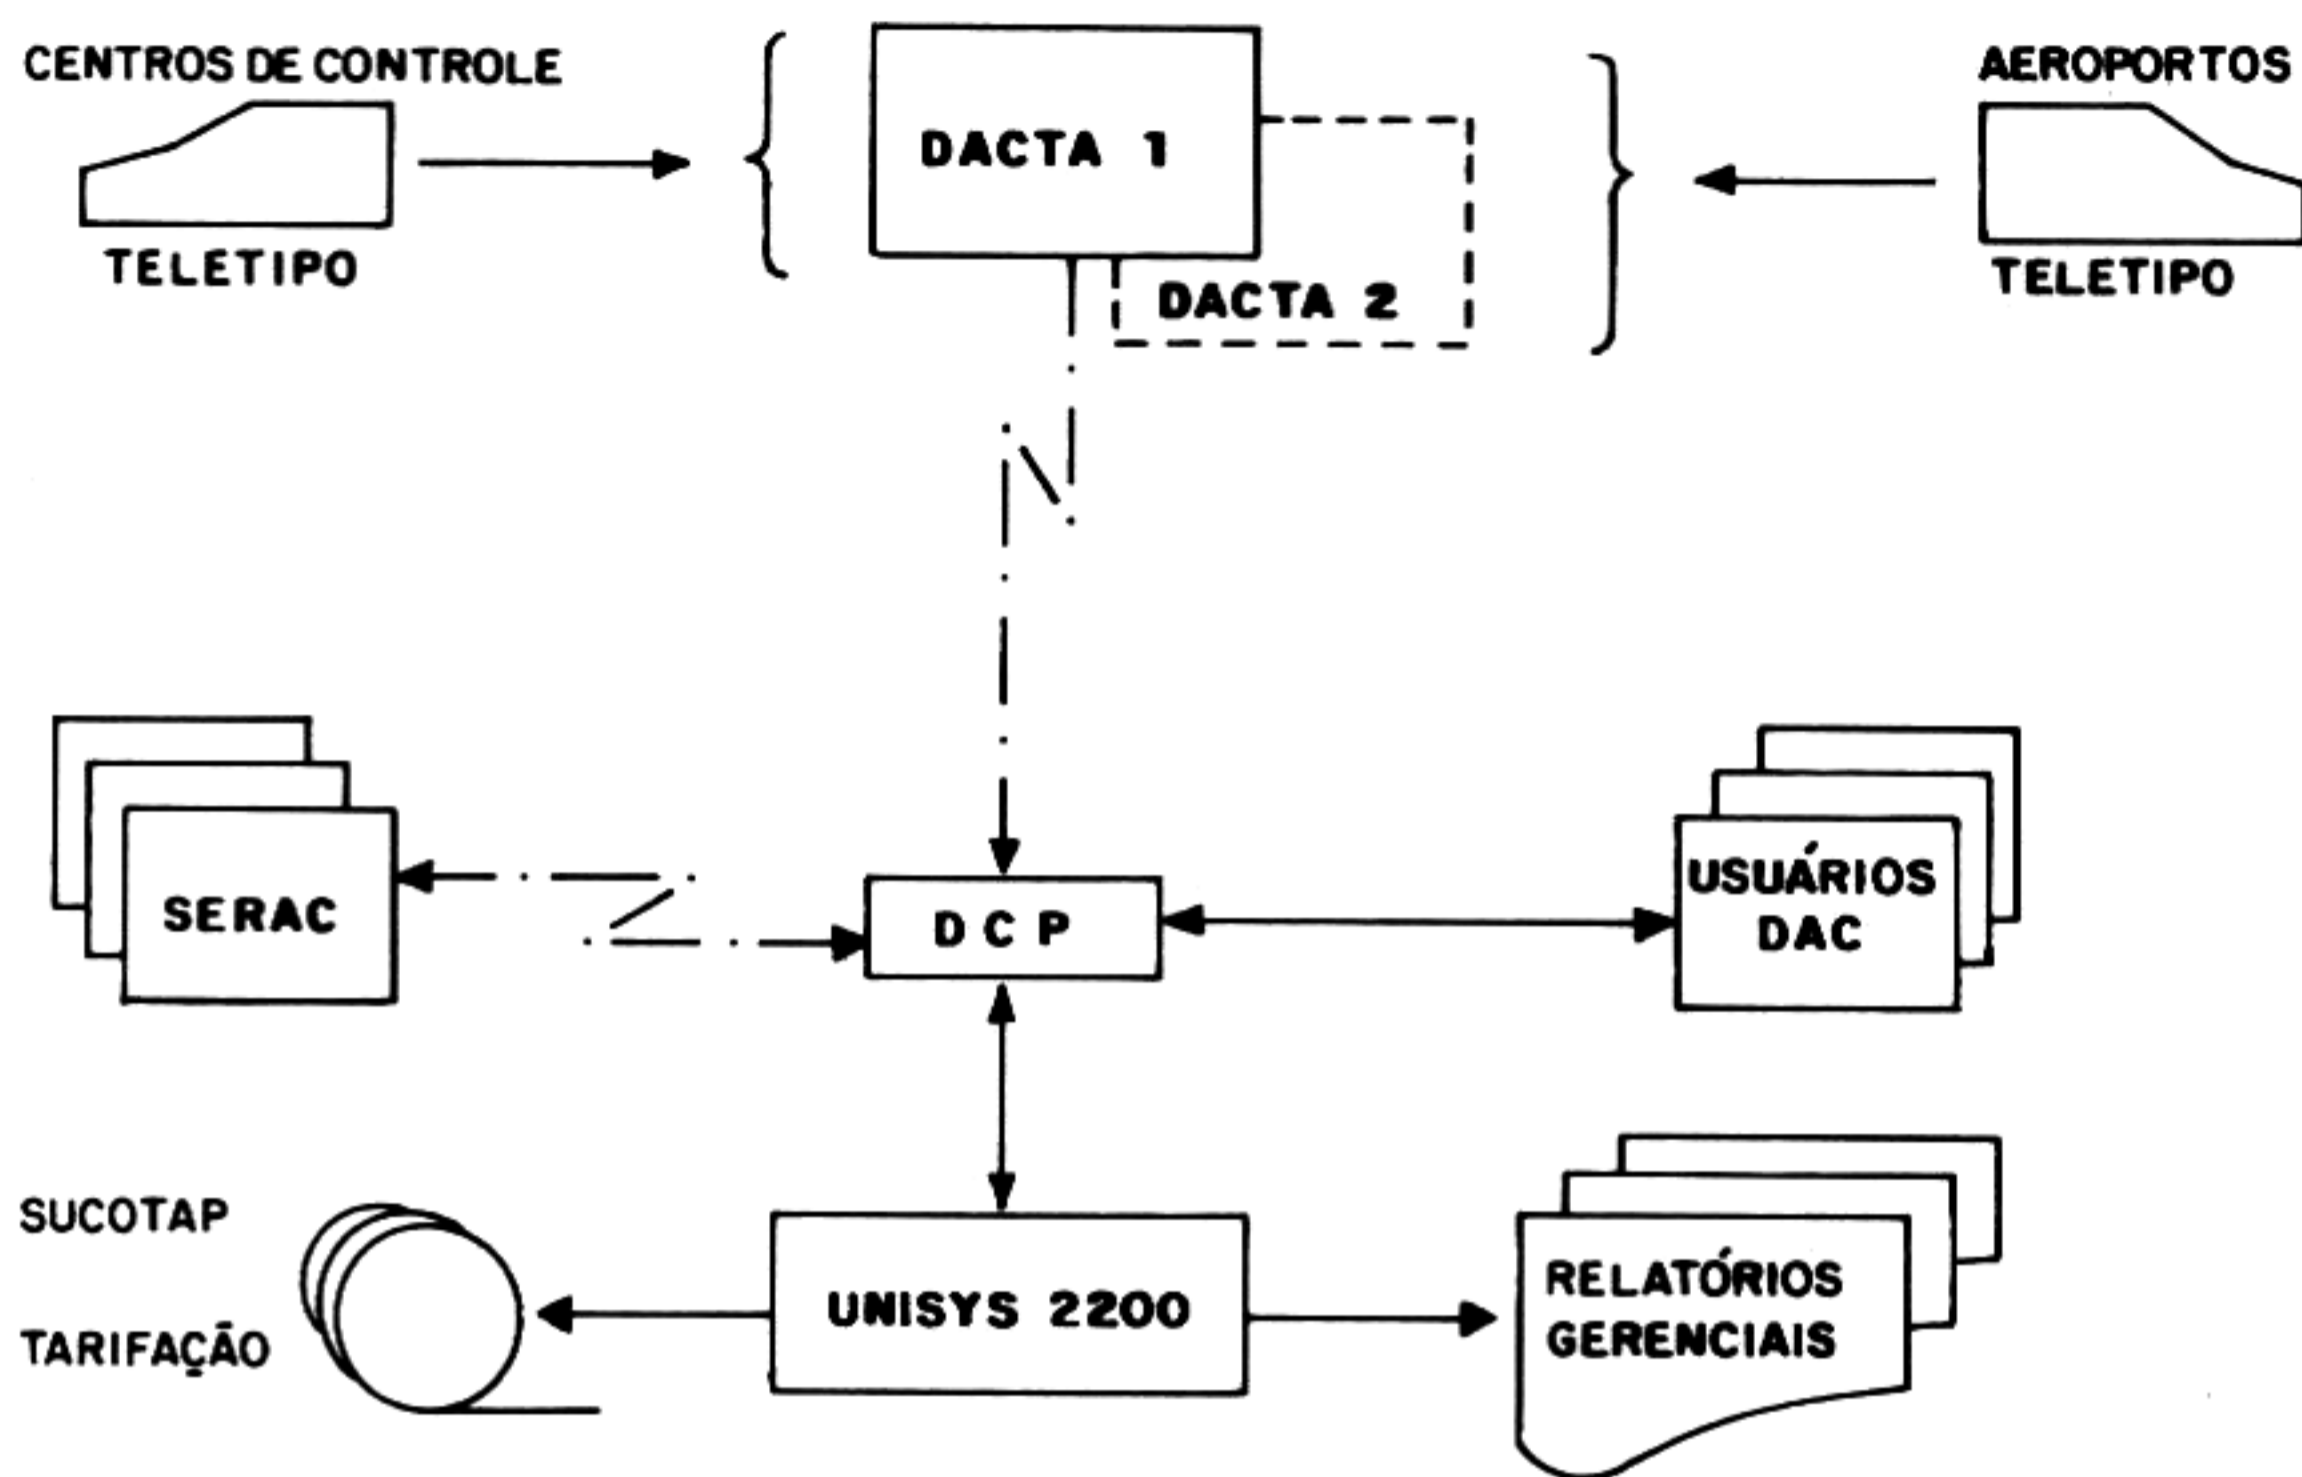 CENTROS DE CONTROLE
TELETIPO
DACTA 1
DACTA 2
AEROPORTOS
TELETIPO
SERAC
D C P
USUÁRIOS
DAC
SUCOTAP
TARIFAÇÃO
UNISYS 2200
RELATÓRIOS
GERENCIAIS